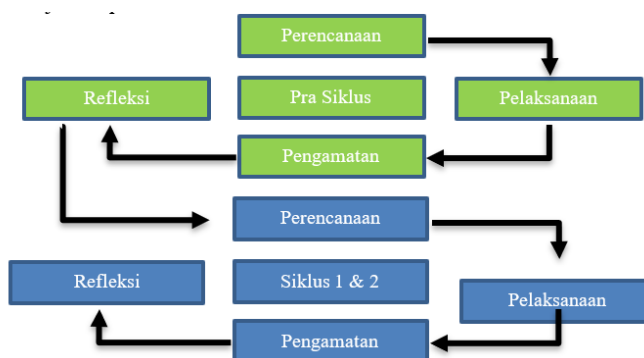 Perencanaan
Refleksi
Pra Siklus
Pelaksanaan
Pengamatan
Perencanaan
Refleksi
Siklus 1 & 2
Pelaksanaan
Pengamatan